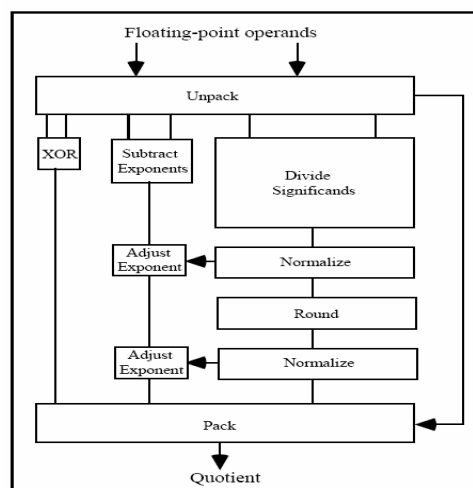 Floating-point operands
Unpack
XOR
Subtract
Exponents
Divide
Significands
Adjust
Exponent
Normalize
Round
Adjust
Exponent
Normalize
Pack
Quotient